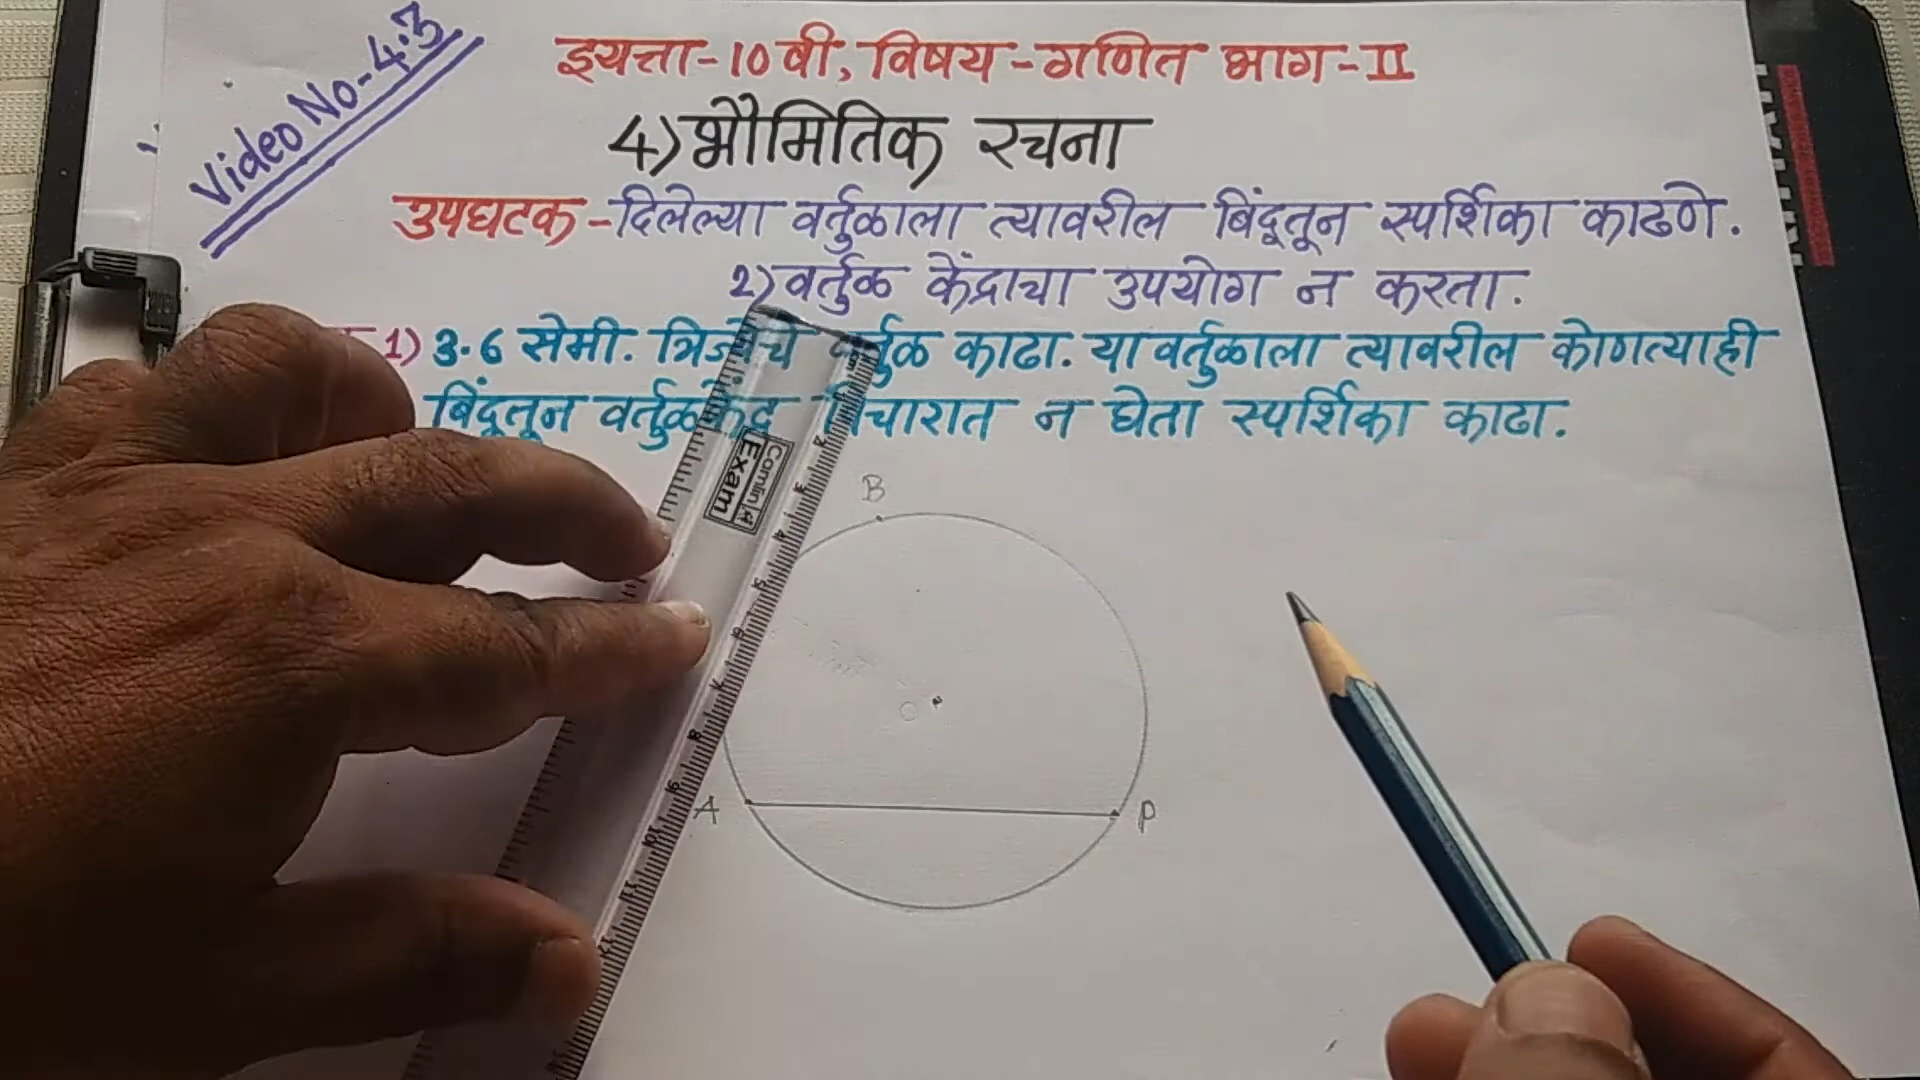 Video No-4.3
इयत्ता-10वी, विषय-गणित भाग-II
4) भौमितिक रचना
उपघटक-दिलेल्या वर्तुळाला त्यावरील बिंदूतून स्पर्शिका काढणे.
2) वर्तुळ केंद्राचा उपयोग न करता.
1) 3.6 सेमी. त्रिज्येचे वर्तुळ काढा. या वर्तुळाला त्यावरील कोणत्याही
बिंदूतून वर्तुळकेंद्र विचारात न घेता स्पर्शिका काढा.
Camlin
Exam
B
O
A P